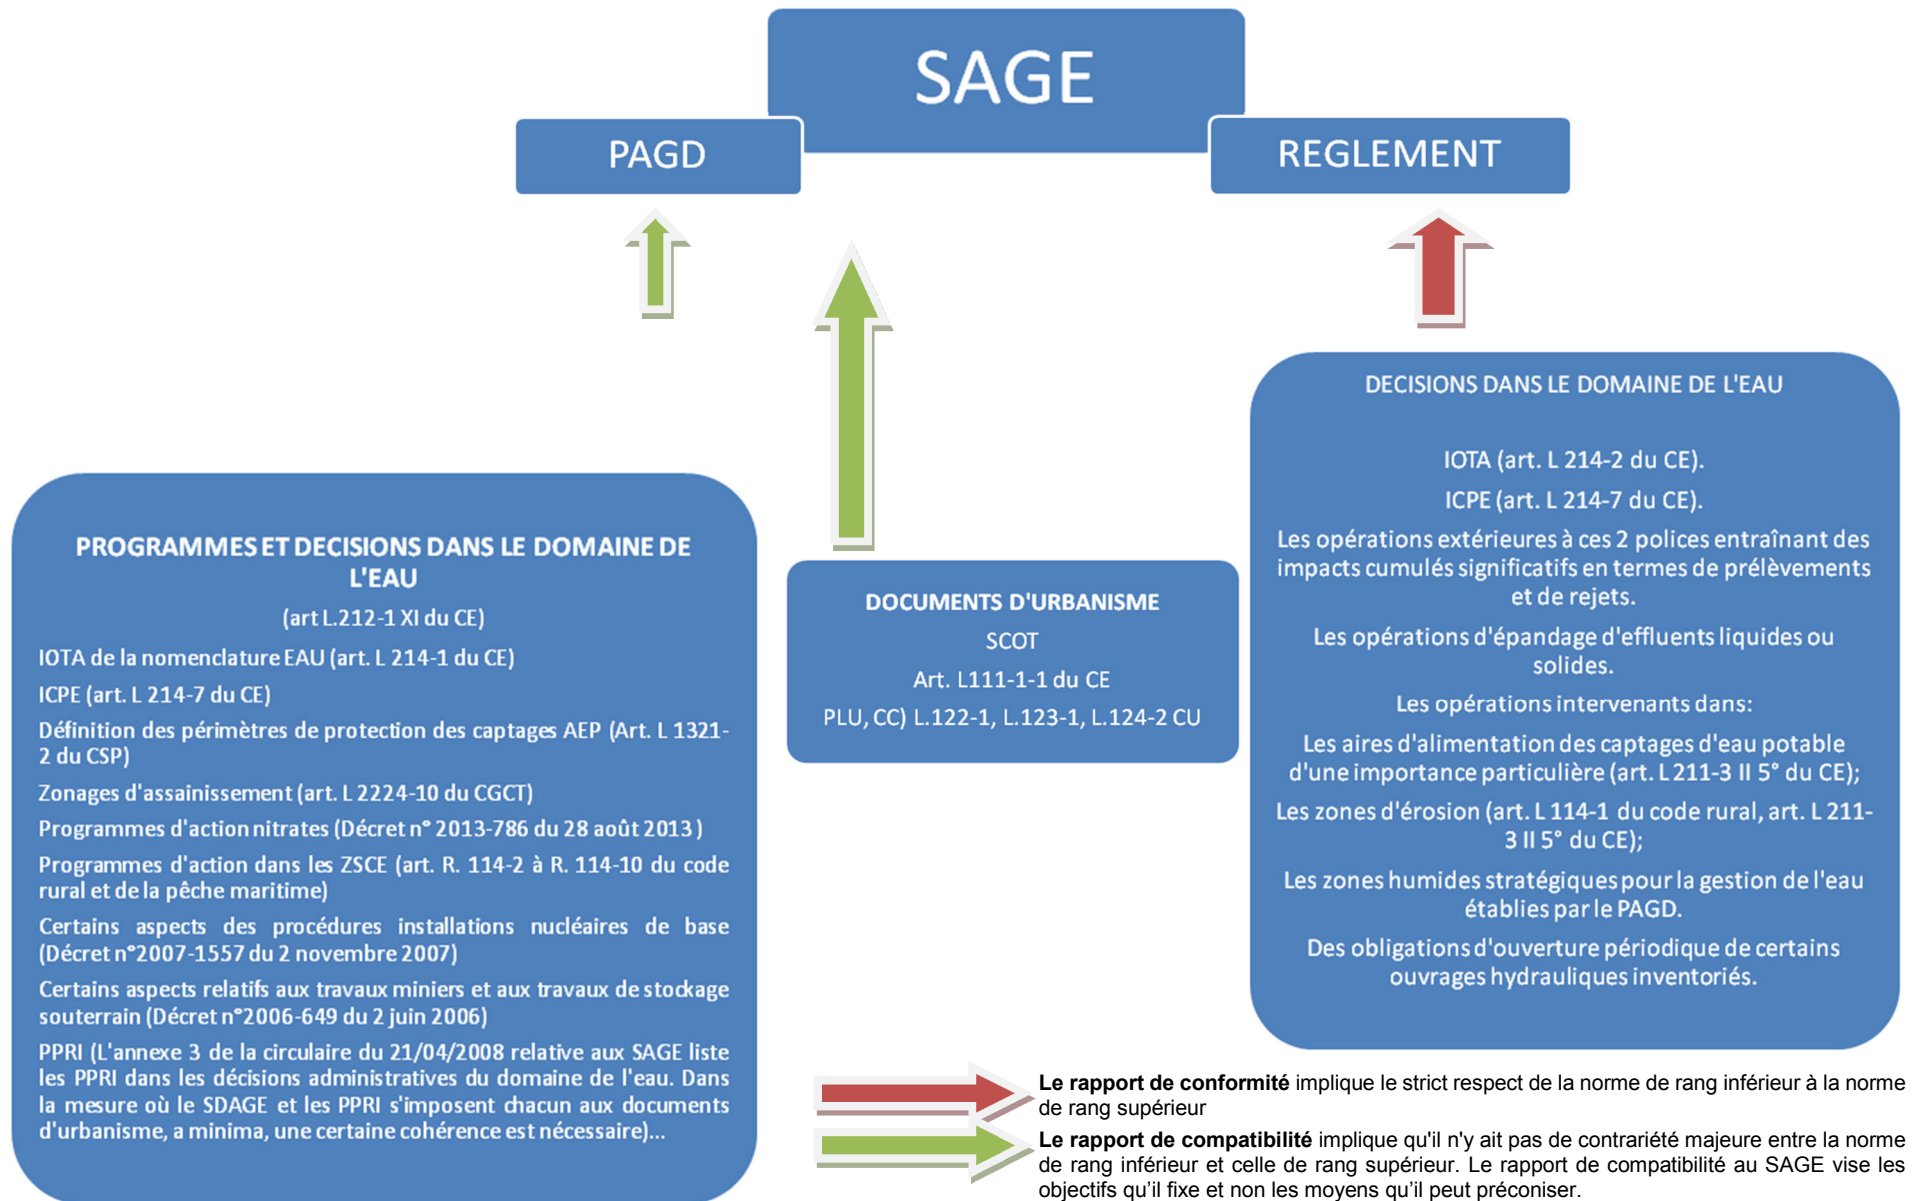 SAGE
PAGD
REGLEMENT
PROGRAMMES ET DECISIONS DANS LE DOMAINE DE
L'EAU
(art L.212-1 XI du CE)
IOTA de la nomenclature EAU (art. L 214-1 du CE)
ICPE (art. L 214-7 du CE)
Définition des périmètres de protection des captages AEP (Art. L 1321-
2 du CSP)
Zonages d'assainissement (art. L 2224-10 du CGCT)
Programmes d'action nitrates (Décret n° 2013-786 du 28 août 2013 )
Programmes d'action dans les ZSCE (art. R. 114-2 à R. 114-10 du code
rural et de la pêche maritime)
Certains aspects des procédures installations nucléaires de base
(Décret n°2007-1557 du 2 novembre 2007)
Certains aspects relatifs aux travaux miniers et aux travaux de stockage
souterrain (Décret n°2006-649 du 2 juin 2006)
PPRI (L'annexe 3 de la circulaire du 21/04/2008 relative aux SAGE liste
les PPRI dans les décisions administratives du domaine de l'eau. Dans
la mesure où le SDAGE et les PPRI s'imposent chacun aux documents
d'urbanisme, a minima, une certaine cohérence est nécessaire)...
DOCUMENTS D'URBANISME
SCOT
Art. L111-1-1 du CE
PLU, CC) L.122-1, L.123-1, L.124-2 CU
DECISIONS DANS LE DOMAINE DE L'EAU
IOTA (art. L 214-2 du CE).
ICPE (art. L 214-7 du CE).
Les opérations extérieures à ces 2 polices entraînant des
impacts cumulés significatifs en termes de prélèvements
et de rejets.
Les opérations d'épandage d'effluents liquides ou
solides.
Les opérations intervenants dans:
Les aires d'alimentation des captages d'eau potable
d'une importance particulière (art. L 211-3 II 5° du CE);
Les zones d'érosion (art. L 114-1 du code rural, art. L 211-
3 II 5° du CE);
Les zones humides stratégiques pour la gestion de l'eau
établies par le PAGD.
Des obligations d'ouverture périodique de certains
ouvrages hydrauliques inventoriés.
Le rapport de conformité implique le strict respect de la norme de rang inférieur à la norme
de rang supérieur
Le rapport de compatibilité implique qu'il n'y ait pas de contrariété majeure entre la norme
de rang inférieur et celle de rang supérieur. Le rapport de compatibilité au SAGE vise les
objectifs qu'il fixe et non les moyens qu'il peut préconiser.